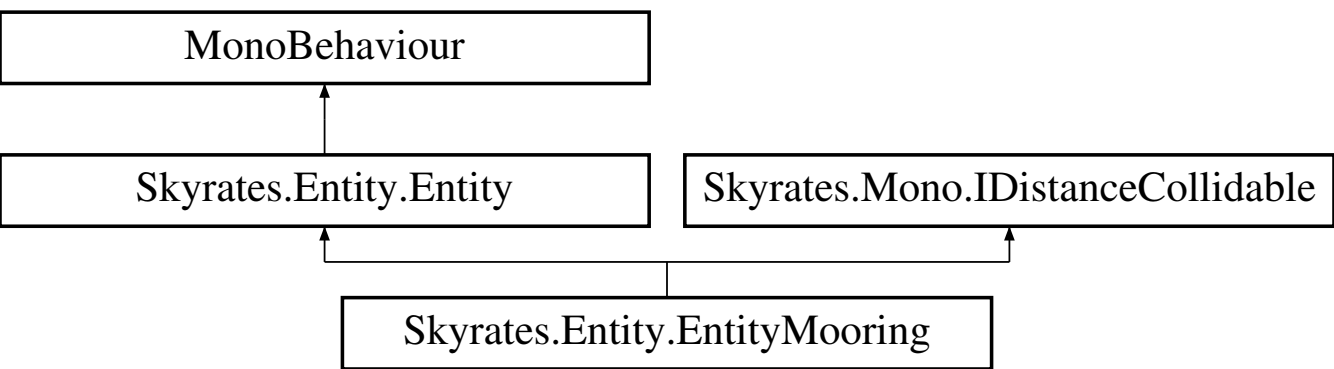 MonoBehaviour
Skyrates.Entity.Entity
Skyrates.Mono.IDistanceCollidable
Skyrates.Entity.EntityMooring